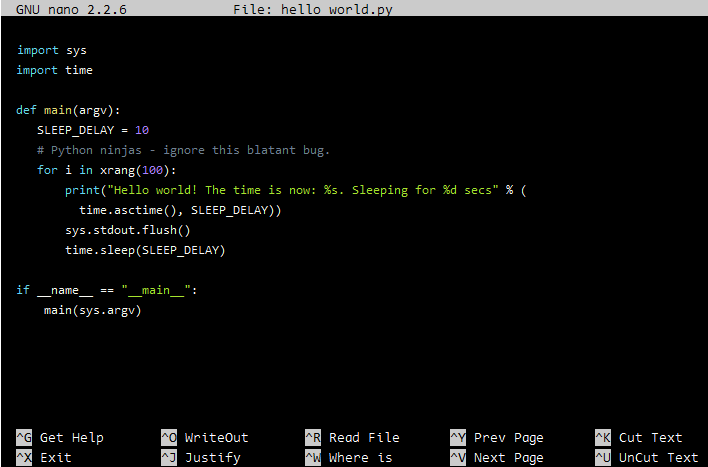 GNU nano 2.2.6 File: hello world.py
import sys
import time
def main(argv):
SLEEP_DELAY = 10
# Python ninjas - ignore this blatant bug.
for i in xrang(100):
print("Hello world! The time is now: %s. Sleeping for %d secs" % (
time.asctime(), SLEEP_DELAY))
sys.stdout.flush()
time.sleep(SLEEP_DELAY)
if __name__ == "__main__":
main(sys.argv)
^G Get Help ^O WriteOut ^R Read File ^Y Prev Page ^K Cut Text
^X Exit ^J Justify ^W Where is ^V Next Page ^U UnCut Text